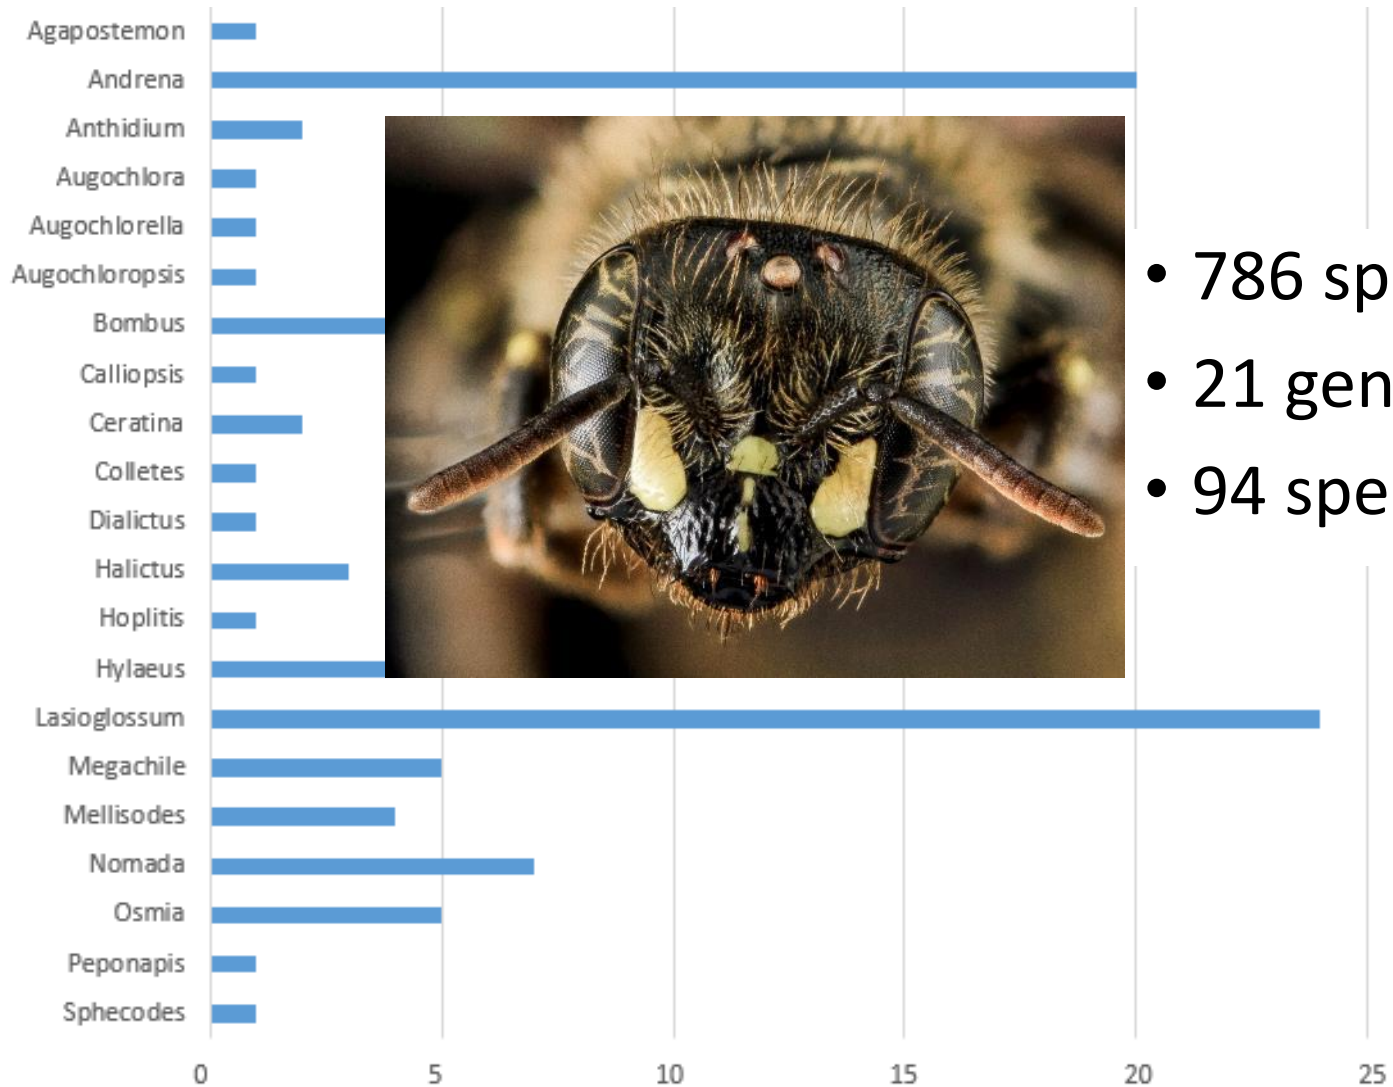 Agapostemon
Andrena
Anthidium
Augochlora
Augochlorella
Augochloropsis
Bombus
Calliopsis
Ceratina
Colletes
Dialictus
Halictus
Hoplitis
Hylaeus
Lasioglossum
Megachile
Mellisodes
Nomada
Osmia
Peponapis
Sphecodes
0 5 10 15 20 25
• 786 sp
• 21 gen
• 94 spe